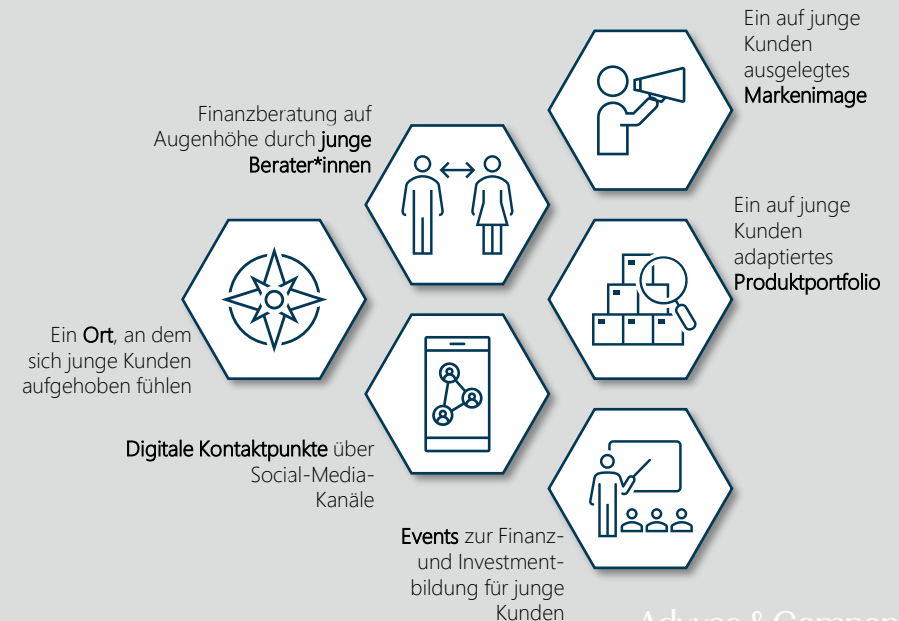 Ein auf junge
Kunden
ausgelegtes
Markenimage
Finanzberatung auf
Augenhöhe durch junge
Berater*innen
Ein auf junge
Kunden
adaptiertes
Produktportfolio
Ein Ort, an dem
sich junge Kunden
aufgehoben fühlen
Digitale Kontaktpunkte über
Social-Media-
Kanäle
Events zur Finanz-
und Investment-
bildung für junge
Kunden